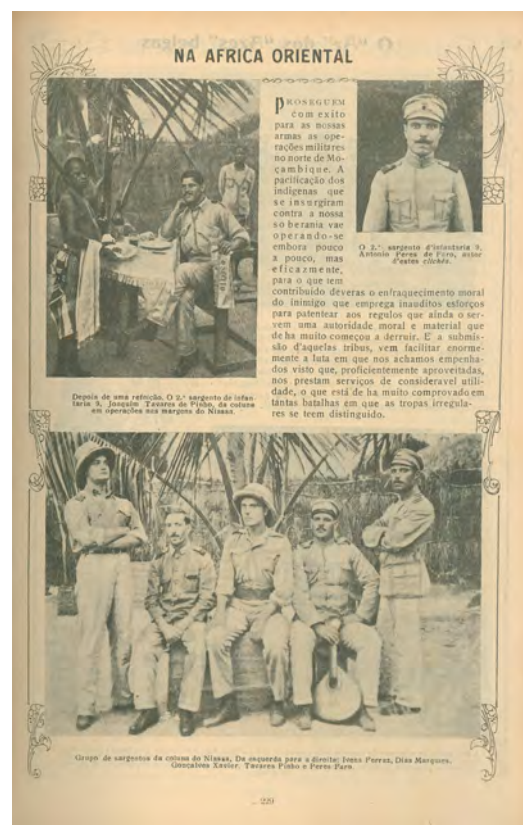 NA AFRICA ORIENTAL
PROSEGUEM
com exito
para as nossas
armas as ope-
rações militares
no norte de Mo-
çambique. A
pacificação dos
indigenas que
se insurgiram
contra a nossa
soberania vae
operando-se
embora pouco
a pouco, mas
eficazmente,
para o que tem
contribuido deveras o enfraquecimento moral
do inimigo que emprega inauditos esforços
para patentear aos regulos que ainda o ser-
vem uma autoridade moral e material que
de ha muito começou a derruir. E a submis-
são d'aquelas tribus, vem facilitar enorme-
mente a luta em que nos achamos empenha-
dos visto que, proficientemente aproveitadas,
nos prestam serviços de consideravel utili-
dade, o que está de ha muito comprovado em
tantas batalhas em que as tropas irregula-
res se teem distinguido.
O 2.º sargento d'infantaria 9,
Antonio Peres de Faro, autor
d'estes clichés.
Depois de uma refeição. O 2.º sargento de infan-
taria 9, Joaquim Tavares de Pinho, da coluna
em operações nas margens do Nissas.
Grupo de sargentos da coluna do Nissas. Da esquerda para a direita: Ivens Ferraz, Dias Marques,
Gonçalves Xavier, Tavares Pinho e Peres Faro.
229